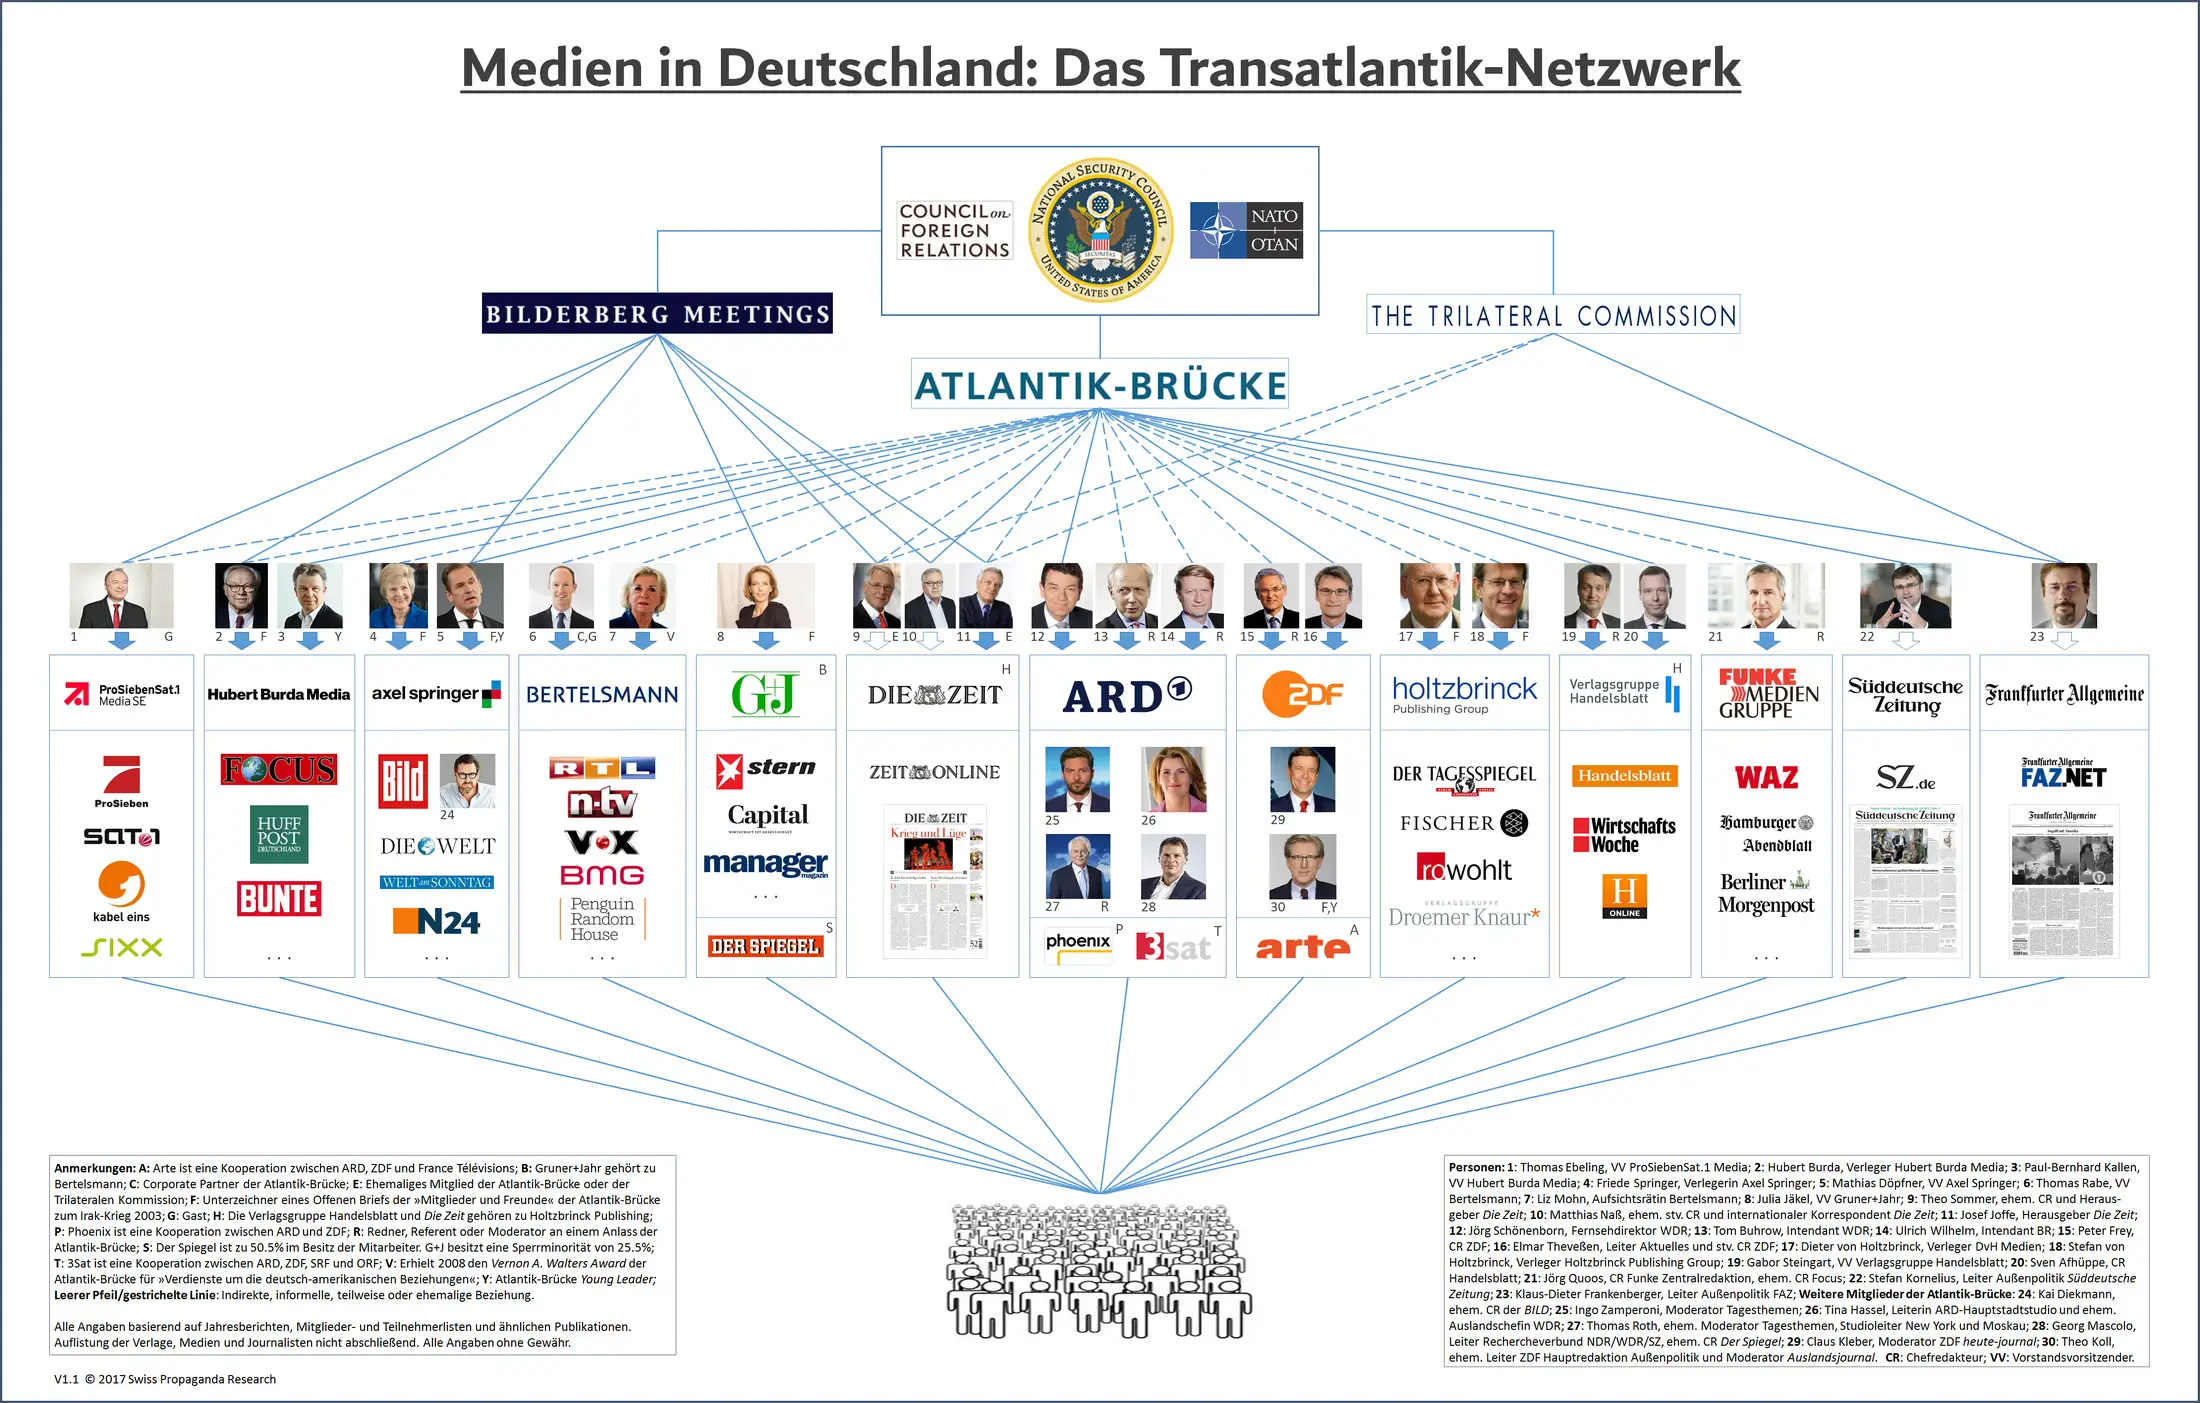 Medien in Deutschland: Das Transatlantik-Netzwerk
COUNCIL on
FOREIGN
RELATIONS
NATIONAL SECURITY COUNCIL
SECURITAS
UNITED STATES OF AMERICA
NATO
OTAN
BILDERBERG MEETINGS
THE TRILATERAL COMMISSION
ATLANTIK-BRÜCKE
1 G
2 F 3 Y
4 F 5 F,Y
6 C,G 7 V
8 F
9 E 10 11 E
12 13 R 14 R
15 R 16
17 F 18 F
19 R 20
21 R
22
23
ProSiebenSat.1
Media SE
Hubert Burda Media
axel springer
BERTELSMANN
B
G+J
H
DIE ZEIT
ARD 1
2DF
holtzbrinck
Publishing Group
H
Verlagsgruppe
Handelsblatt
FUNKE
MEDIEN
GRUPPE
Süddeutsche
Zeitung
Frankfurter Allgemeine
ProSieben
SAT.1
kabel eins
sixx
FOCUS
HUFF
POST
DEUTSCHLAND
BUNTE
. . .
Bild
24
DIE WELT
WELT am SONNTAG
N24
. . .
RTL
n-tv
VOX
BMG
Penguin
Random
House
. . .
stern
Capital
WIRTSCHAFT IST GESELLSCHAFT
manager
magazin
. . .
S
DER SPIEGEL
ZEIT ONLINE
DIE ZEIT
Krieg und Lüge
25
26
27 R
28
P
phoenix
T
3sat
29
30 F,Y
A
arte
DER TAGESSPIEGEL
FISCHER
rowohlt
VERLAGSGRUPPE
Droemer Knaur*
. . .
Handelsblatt
Wirtschafts
Woche
H
ONLINE
. . .
WAZ
Hamburger
Abendblatt
Berliner
Morgenpost
. . .
SZ.de
Süddeutsche Zeitung
Frankfurter Allgemeine
FAZ.NET
Frankfurter Allgemeine
Angriff auf Amerika
Anmerkungen: A: Arte ist eine Kooperation zwischen ARD, ZDF und France Télévisions; B: Gruner+Jahr gehört zu
Bertelsmann; C: Corporate Partner der Atlantik-Brücke; E: Ehemaliges Mitglied der Atlantik-Brücke oder der
Trilateralen Kommission; F: Unterzeichner eines Offenen Briefs der »Mitglieder und Freunde« der Atlantik-Brücke
zum Irak-Krieg 2003; G: Gast; H: Die Verlagsgruppe Handelsblatt und Die Zeit gehören zu Holtzbrinck Publishing;
P: Phoenix ist eine Kooperation zwischen ARD und ZDF; R: Redner, Referent oder Moderator an einem Anlass der
Atlantik-Brücke; S: Der Spiegel ist zu 50.5% im Besitz der Mitarbeiter. G+J besitzt eine Sperrminorität von 25.5%;
T: 3Sat ist eine Kooperation zwischen ARD, ZDF, SRF und ORF; V: Erhielt 2008 den Vernon A. Walters Award der
Atlantik-Brücke für »Verdienste um die deutsch-amerikanischen Beziehungen«; Y: Atlantik-Brücke Young Leader;
Leerer Pfeil/gestrichelte Linie: Indirekte, informelle, teilweise oder ehemalige Beziehung.
Alle Angaben basierend auf Jahresberichten, Mitglieder- und Teilnehmerlisten und ähnlichen Publikationen.
Auflistung der Verlage, Medien und Journalisten nicht abschließend. Alle Angaben ohne Gewähr.
V1.1 © 2017 Swiss Propaganda Research
Personen: 1: Thomas Ebeling, VV ProSiebenSat.1 Media; 2: Hubert Burda, Verleger Hubert Burda Media; 3: Paul-Bernhard Kallen,
VV Hubert Burda Media; 4: Friede Springer, Verlegerin Axel Springer; 5: Mathias Döpfner, VV Axel Springer; 6: Thomas Rabe, VV
Bertelsmann; 7: Liz Mohn, Aufsichtsrätin Bertelsmann; 8: Julia Jäkel, VV Gruner+Jahr; 9: Theo Sommer, ehem. CR und Heraus-
geber Die Zeit; 10: Matthias Naß, ehem. stv. CR und internationaler Korrespondent Die Zeit; 11: Josef Joffe, Herausgeber Die Zeit;
12: Jörg Schönenborn, Fernsehdirektor WDR; 13: Tom Buhrow, Intendant WDR; 14: Ulrich Wilhelm, Intendant BR; 15: Peter Frey,
CR ZDF; 16: Elmar Theveßen, Leiter Aktuelles und stv. CR ZDF; 17: Dieter von Holtzbrinck, Verleger DvH Medien; 18: Stefan von
Holtzbrinck, Verleger Holtzbrinck Publishing Group; 19: Gabor Steingart, VV Verlagsgruppe Handelsblatt; 20: Sven Afhüppe, CR
Handelsblatt; 21: Jörg Quoos, CR Funke Zentralredaktion, ehem. CR Focus; 22: Stefan Kornelius, Leiter Außenpolitik Süddeutsche
Zeitung; 23: Klaus-Dieter Frankenberger, Leiter Außenpolitik FAZ; Weitere Mitglieder der Atlantik-Brücke: 24: Kai Diekmann,
ehem. CR der BILD; 25: Ingo Zamperoni, Moderator Tagesthemen; 26: Tina Hassel, Leiterin ARD-Hauptstadtstudio und ehem.
Auslandschefin WDR; 27: Thomas Roth, ehem. Moderator Tagesthemen, Studioleiter New York und Moskau; 28: Georg Mascolo,
Leiter Rechercheverbund NDR/WDR/SZ, ehem. CR Der Spiegel; 29: Claus Kleber, Moderator ZDF heute-journal; 30: Theo Koll,
ehem. Leiter ZDF Hauptredaktion Außenpolitik und Moderator Auslandsjournal. CR: Chefredakteur; VV: Vorstandsvorsitzender.